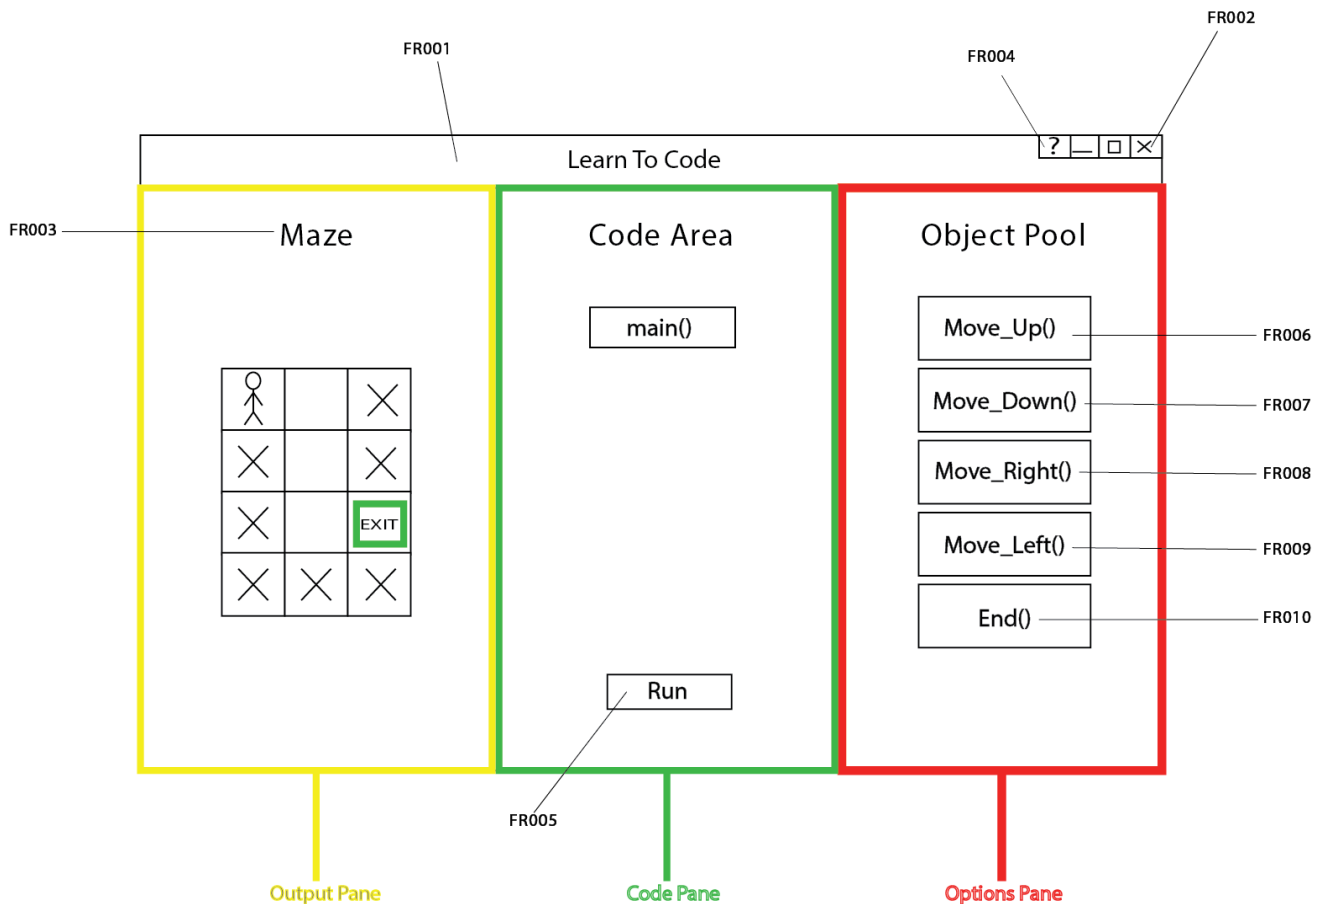 FR002
FR001
FR004
?
Learn To Code
FR003
Maze
Code Area
Object Pool
main()
Move_Up()
FR006
Move_Down()
FR007
Move_Right()
FR008
EXIT
Move_Left()
FR009
End()
FR010
Run
FR005
Output Pane
Code Pane
Options Pane